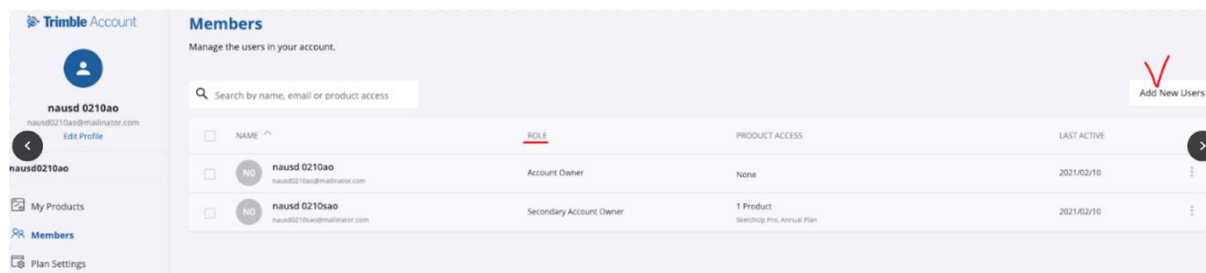 Trimble Account
nausd 0210ao
nausd0210ao@mailinator.com
Edit Profile
nausd0210ao
My Products
Members
Plan Settings
Members
Manage the users in your account.
Search by name, email or product access
Add New Users
NAME ROLE PRODUCT ACCESS LAST ACTIVE
N0 nausd 0210ao Account Owner None 2021/02/10
nausd0210ao@mailinator.com
N0 nausd 0210sao Secondary Account Owner 1 Product 2021/02/10
nausd0210sao@mailinator.com SketchUp Pro, Annual Plan